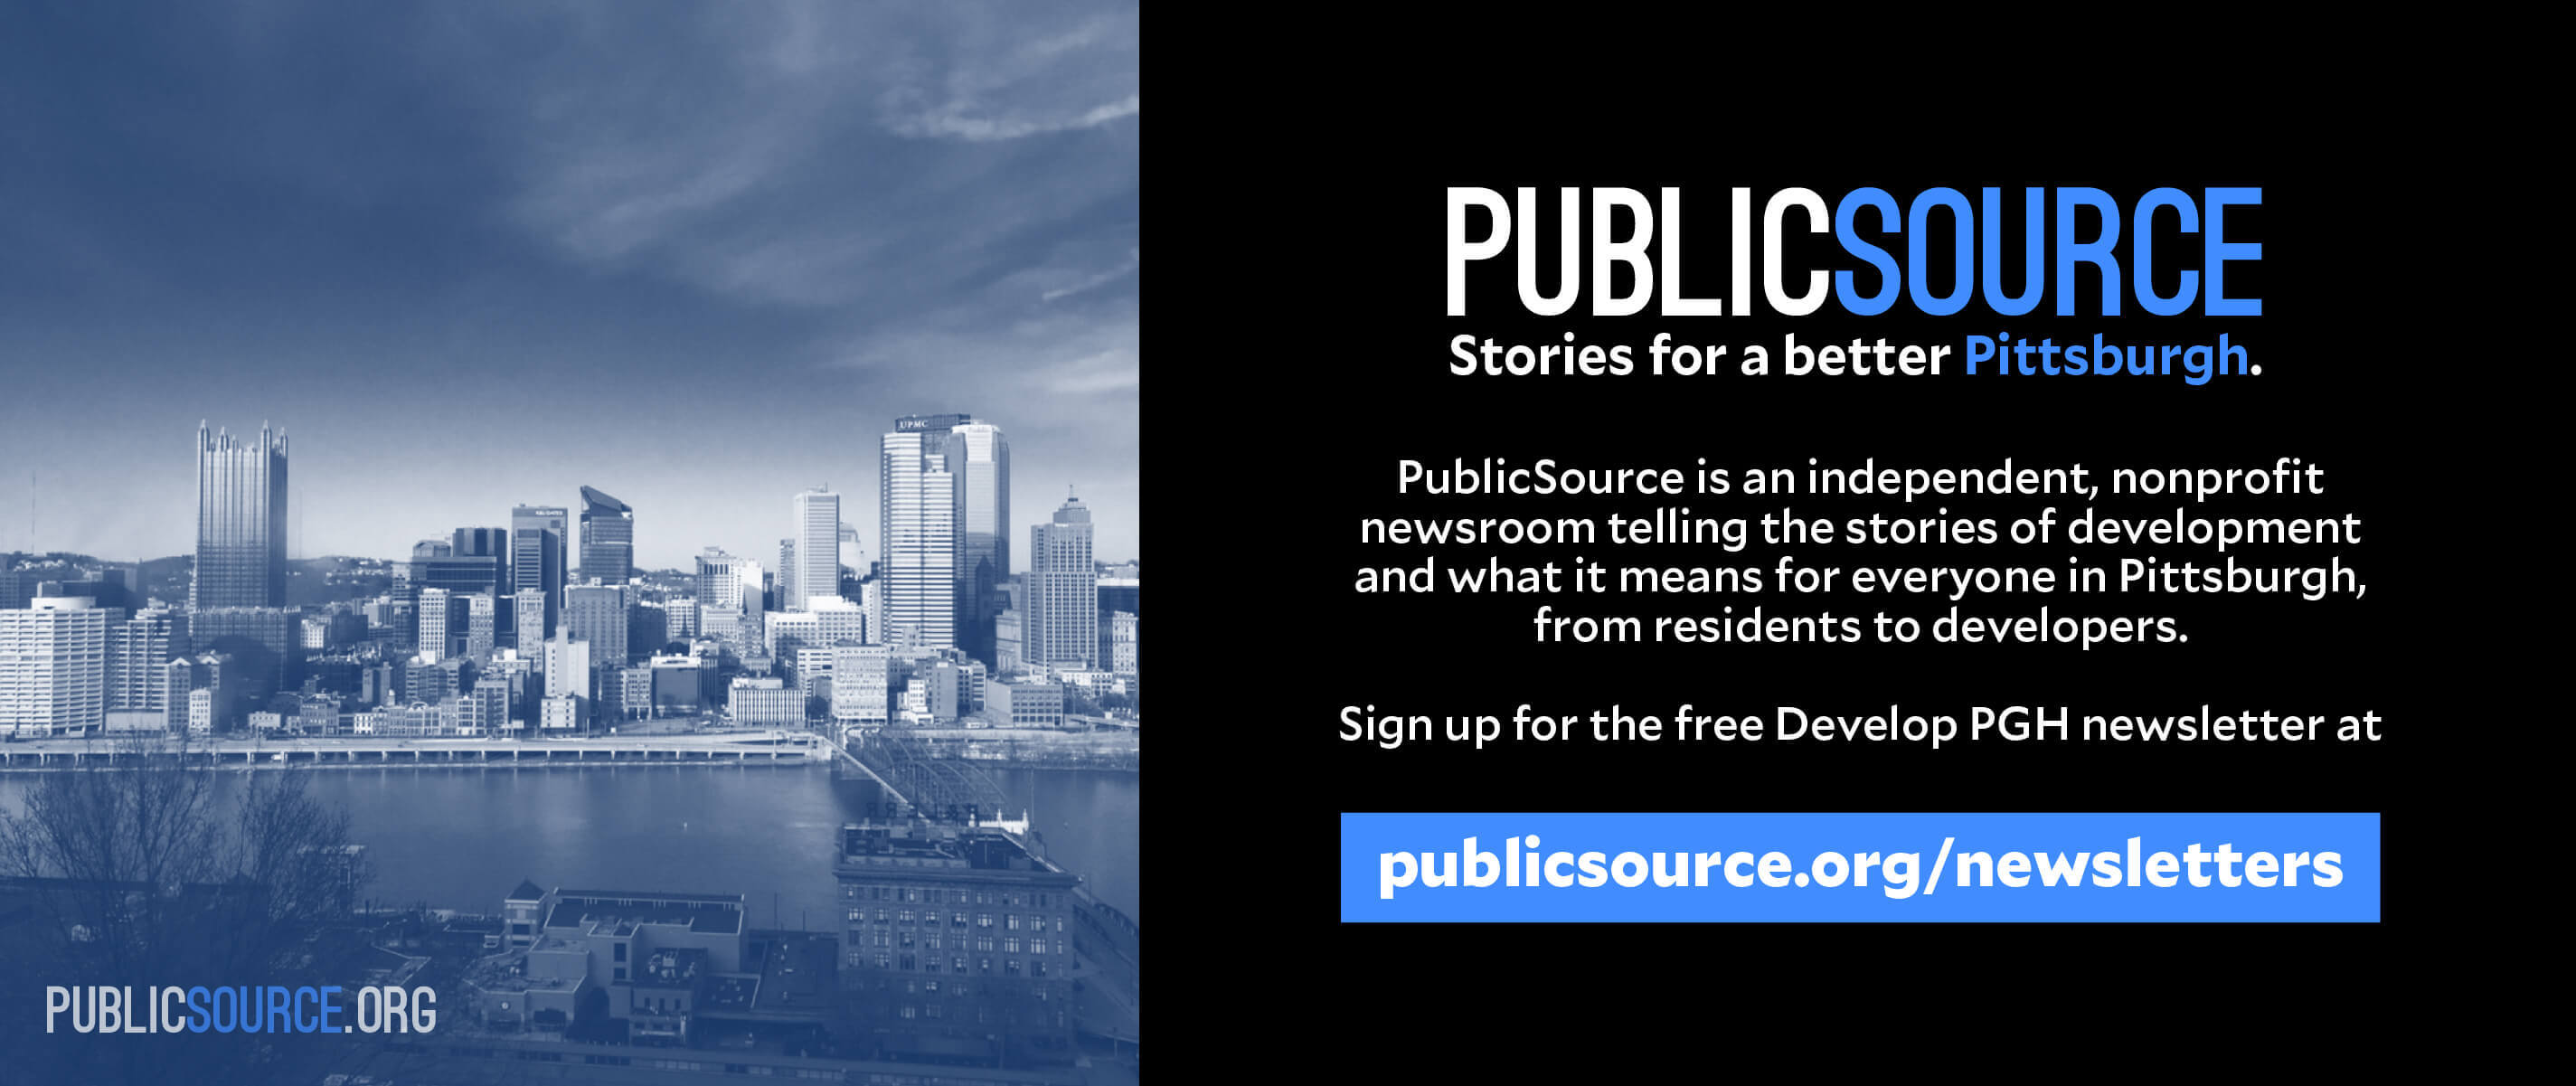 UPMC
PUBLICSOURCE.ORG
PUBLICSOURCE
Stories for a better Pittsburgh.
PublicSource is an independent, nonprofit
newsroom telling the stories of development
and what it means for everyone in Pittsburgh,
from residents to developers.
Sign up for the free Develop PGH newsletter at
publicsource.org/newsletters